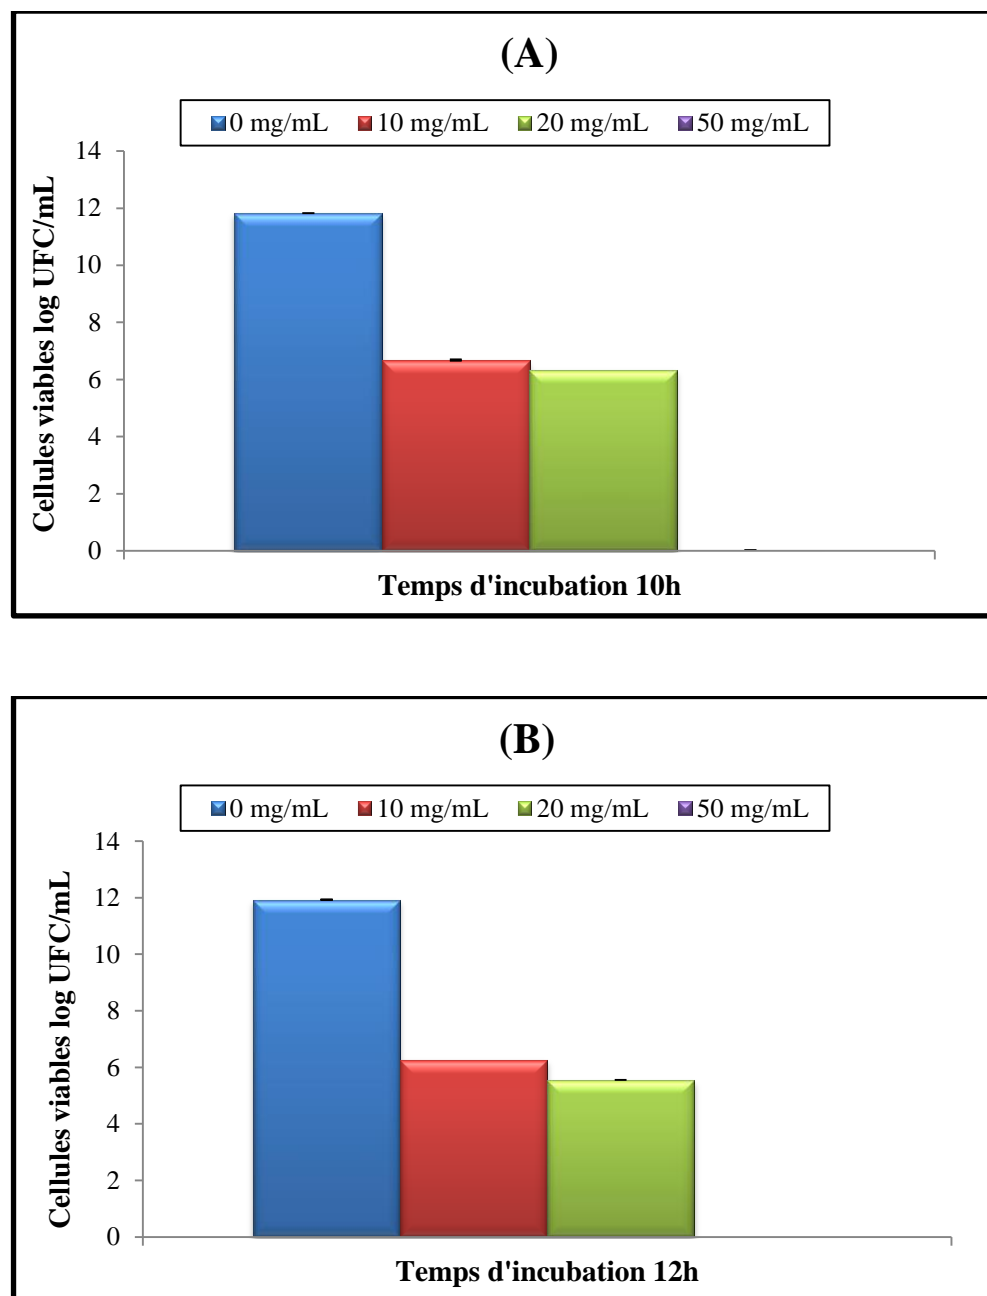 (A)
0 mg/mL 10 mg/mL 20 mg/mL 50 mg/mL
Cellules viables log UFC/mL
14
12
10
8
6
4
2
0
Temps d'incubation 10h
(B)
0 mg/mL 10 mg/mL 20 mg/mL 50 mg/mL
Cellules viables log UFC/mL
14
12
10
8
6
4
2
0
Temps d'incubation 12h